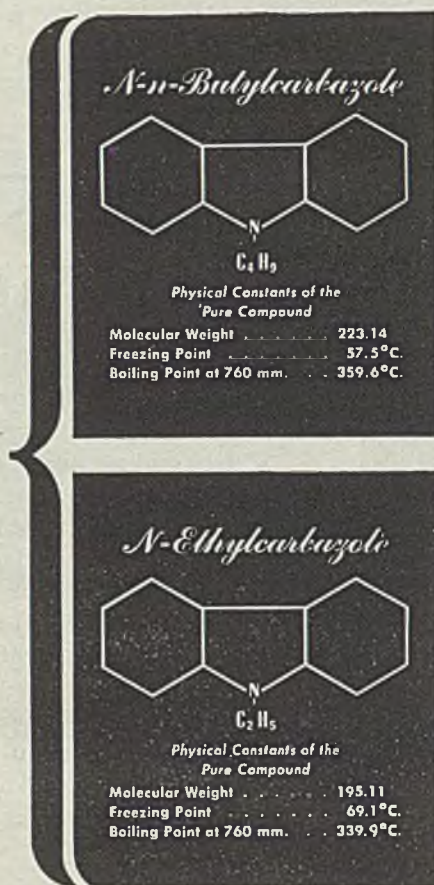 N-n-Butylcarbazole
N
C₄H₉
Physical Constants of the
Pure Compound
Molecular Weight . . . . . . 223.14
Freezing Point . . . . . . . 57.5°C.
Boiling Point at 760 mm. . . 359.6°C.
N-Ethylcarbazole
N
C₂H₅
Physical Constants of the
Pure Compound
Molecular Weight . . . . . . 195.11
Freezing Point . . . . . . . 69.1°C.
Boiling Point at 760 mm. . . 339.9°C.